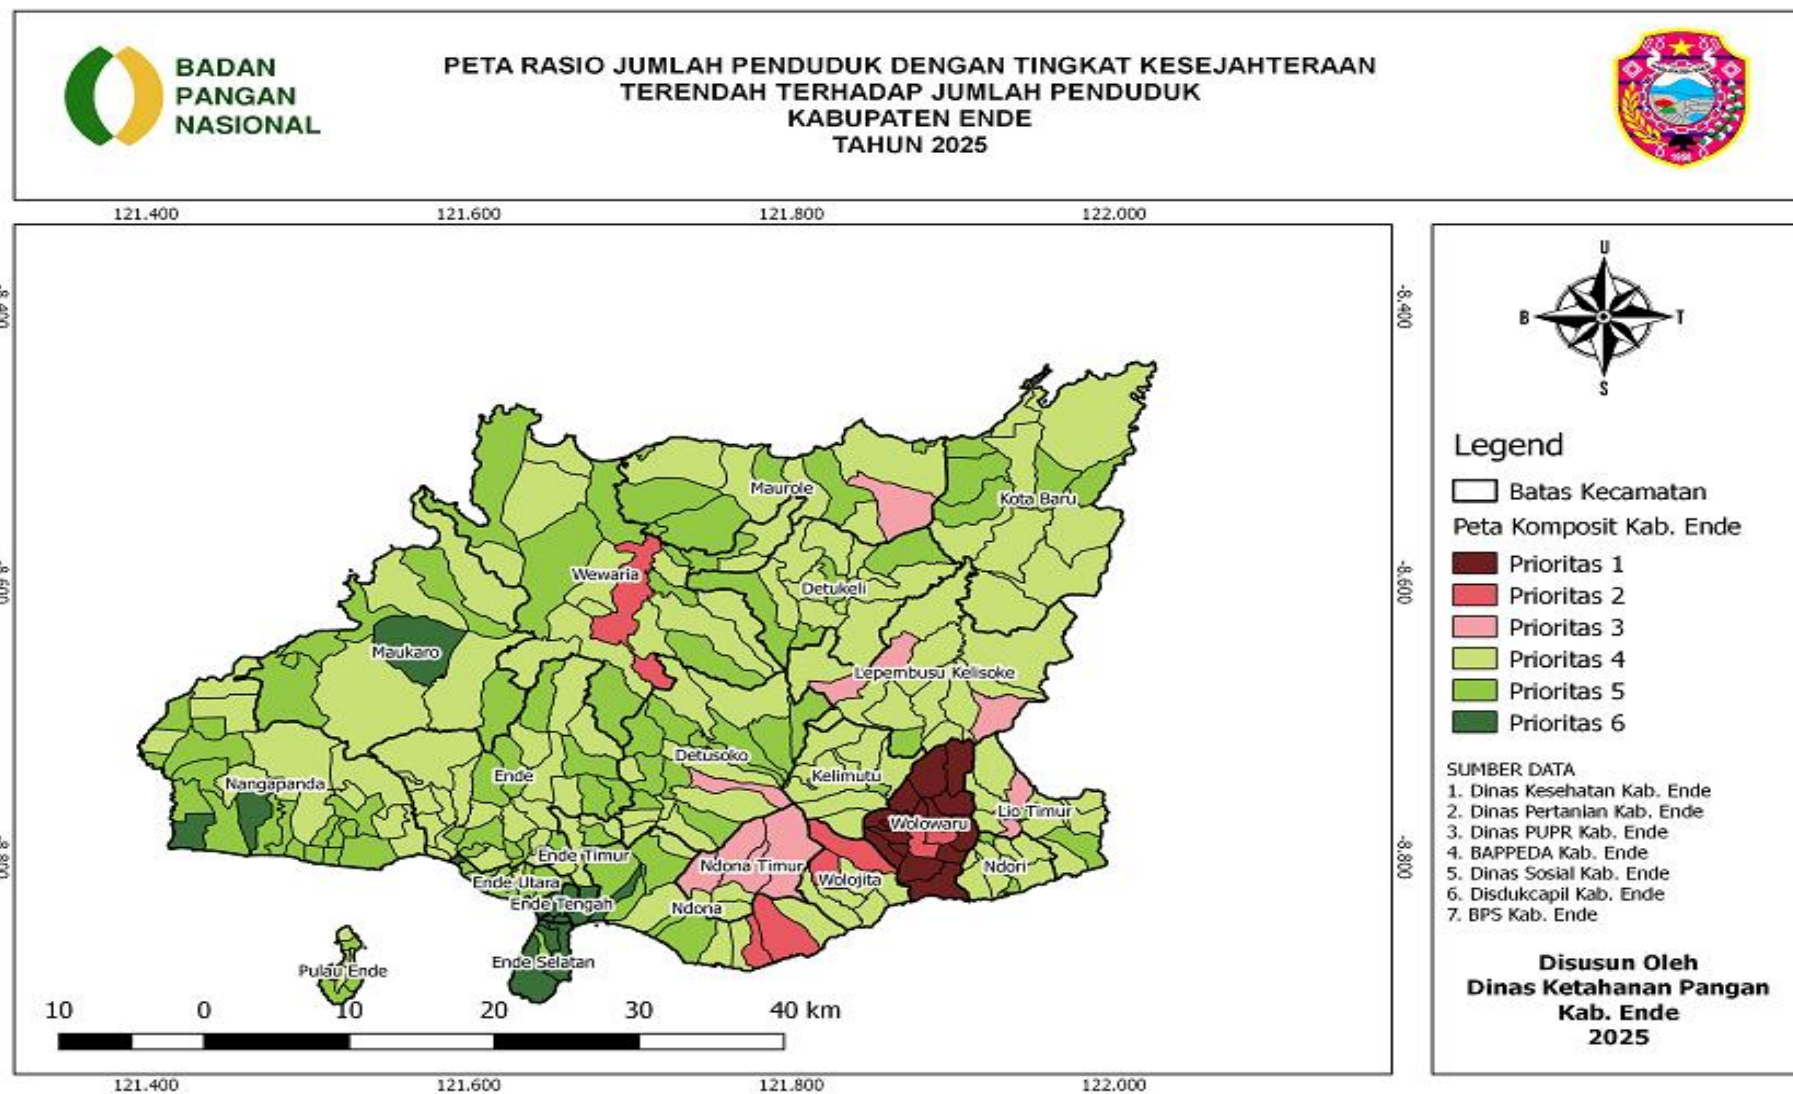 BADAN
PANGAN
NASIONAL
PETA RASIO JUMLAH PENDUDUK DENGAN TINGKAT KESEJAHTERAAN
TERENDAH TERHADAP JUMLAH PENDUDUK
KABUPATEN ENDE
TAHUN 2025
1958
121.400 121.600 121.800 122.000
-8.400
-8.600
-8.800
-8.400
-8.600
-8.800
Maurole
Kota Baru
Wewaria
Detukeli
Maukaro
Lepembusu Kelisoke
Detusoko
Ende
Kelimutu
Nangapanda
Lio Timur
Wolowaru
Ende Timur
Ndona Timur
Ndori
Ende Utara
Wolojita
Ende Tengah
Ndona
Ende Selatan
Pulau Ende
10 0 10 20 30 40 km
121.400 121.600 121.800 122.000
U
B T
S
Legend
Batas Kecamatan
Peta Komposit Kab. Ende
Prioritas 1
Prioritas 2
Prioritas 3
Prioritas 4
Prioritas 5
Prioritas 6
SUMBER DATA
1. Dinas Kesehatan Kab. Ende
2. Dinas Pertanian Kab. Ende
3. Dinas PUPR Kab. Ende
4. BAPPEDA Kab. Ende
5. Dinas Sosial Kab. Ende
6. Disdukcapil Kab. Ende
7. BPS Kab. Ende
Disusun Oleh
Dinas Ketahanan Pangan
Kab. Ende
2025